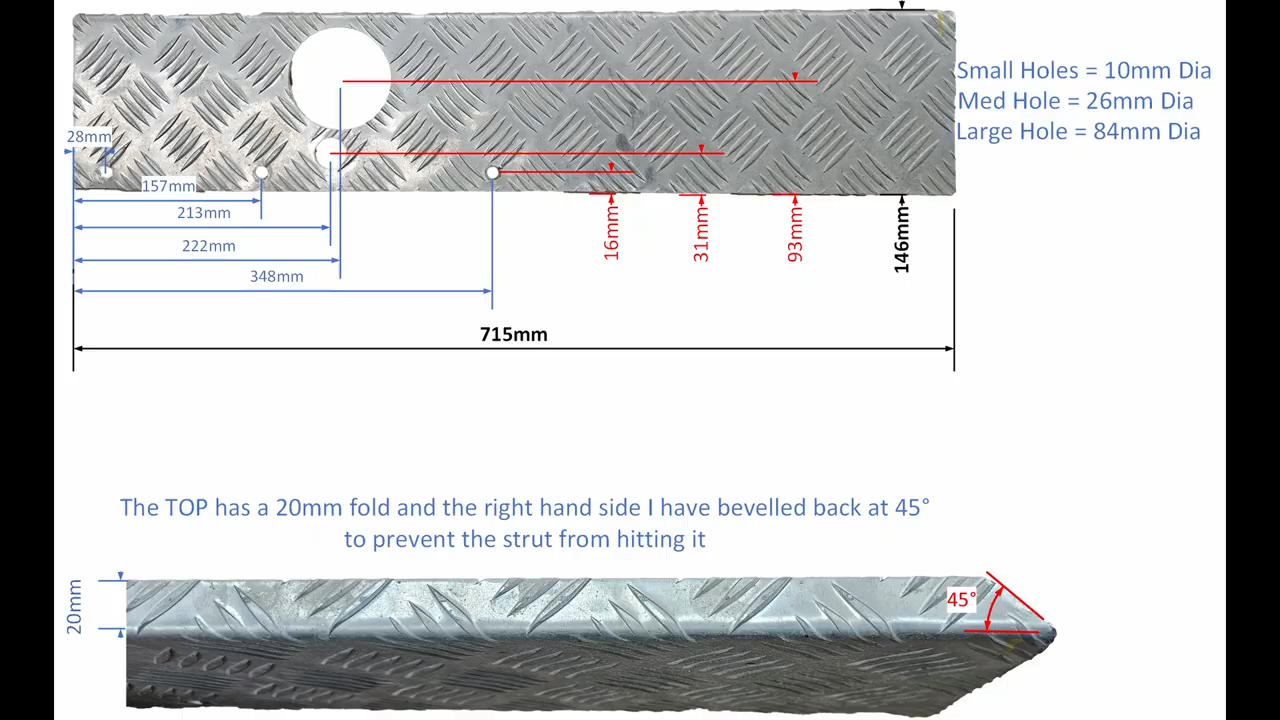 Small Holes = 10mm Dia
Med Hole = 26mm Dia
Large Hole = 84mm Dia
28mm
157mm
213mm
222mm
348mm
16mm
31mm
93mm
146mm
715mm
The TOP has a 20mm fold and the right hand side I have bevelled back at 45°
to prevent the strut from hitting it
20mm
45°